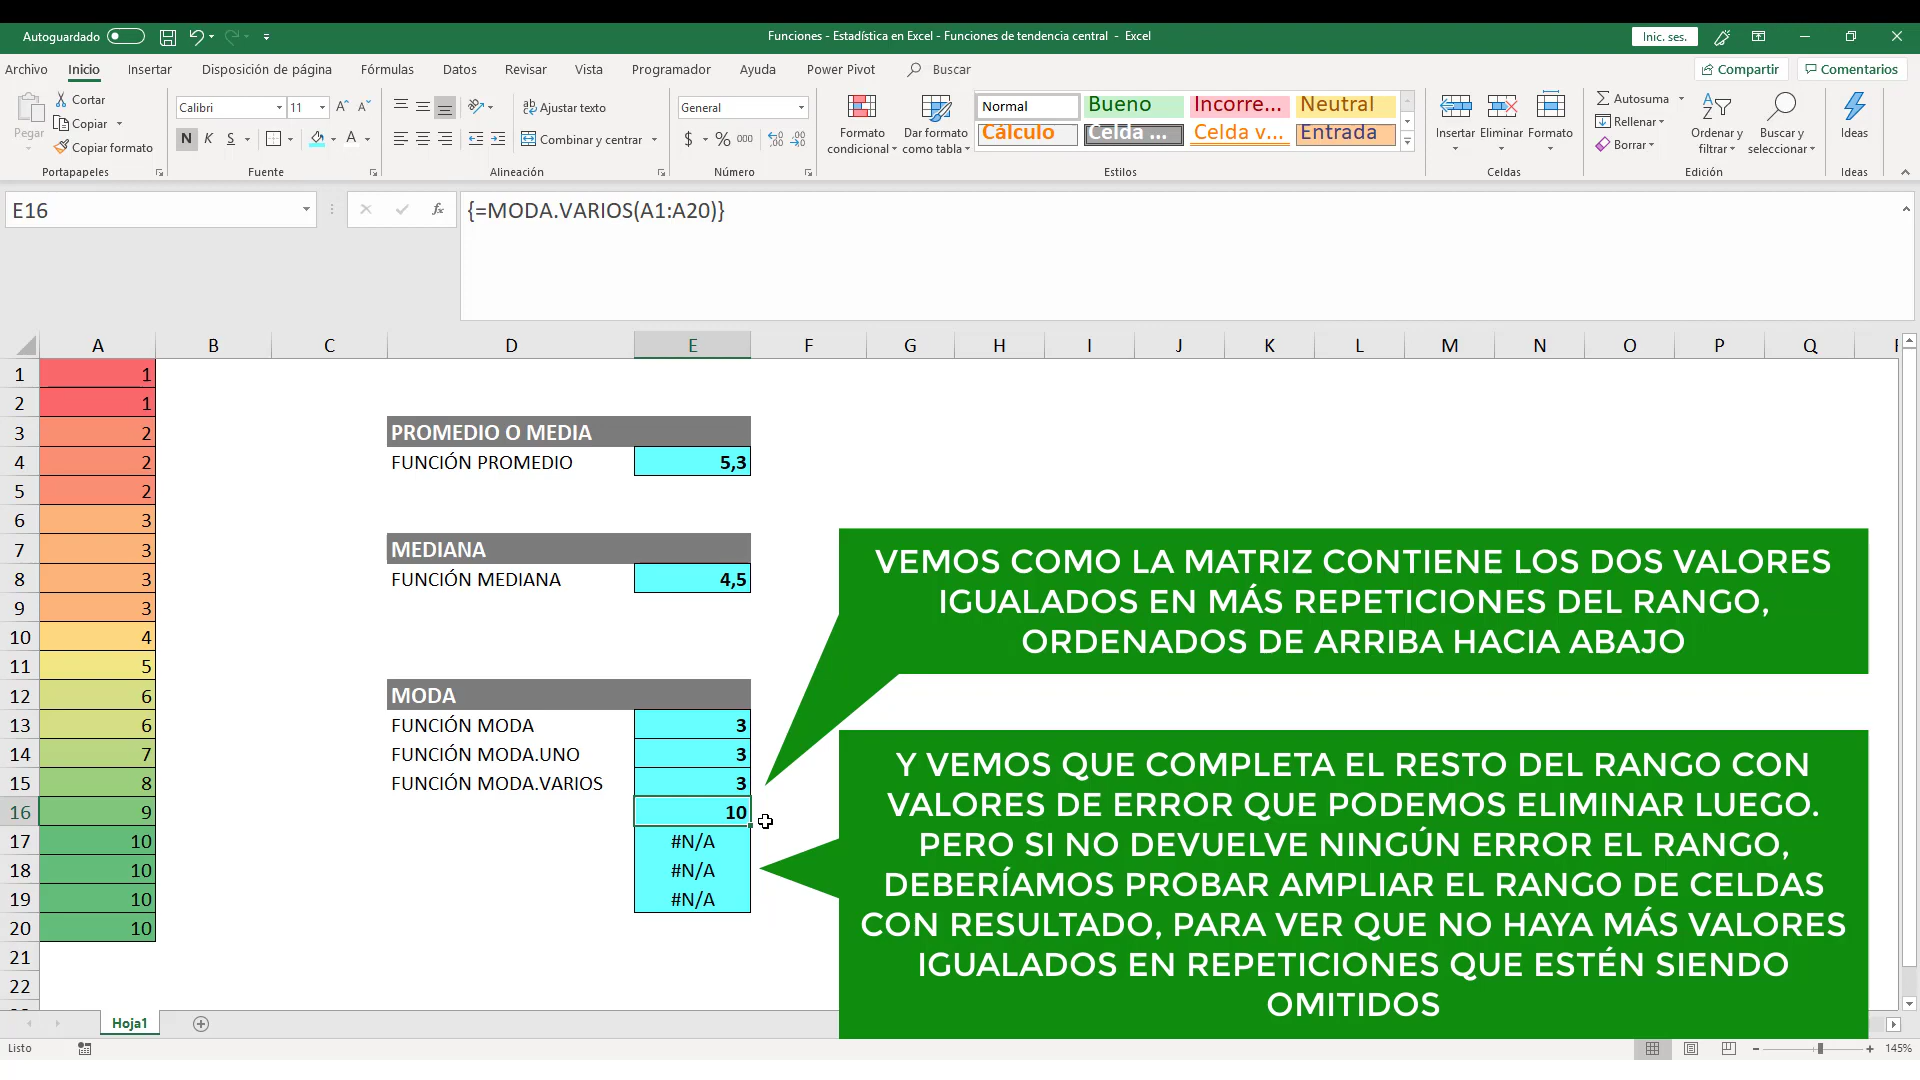 Autoguardado
Funciones - Estadística en Excel - Funciones de tendencia central - Excel
Inic. ses.
Archivo Inicio Insertar Disposición de página Fórmulas Datos Revisar Vista Programador Ayuda Power Pivot Buscar
Compartir Comentarios
Pegar
Cortar
Copiar
Copiar formato
Portapapeles
Calibri 11
N K S
Fuente
Ajustar texto
Combinar y centrar
Alineación
General
$ % 000
Número
Formato condicional
Dar formato como tabla
Normal Bueno Incorre... Neutral
Cálculo Celda ... Celda v... Entrada
Estilos
Insertar Eliminar Formato
Celdas
Autosuma
Rellenar
Borrar
Ordenar y filtrar
Buscar y seleccionar
Edición
Ideas
Ideas
E16
fx
{=MODA.VARIOS(A1:A20)}
A B C D E F G H I J K L M N O P Q
1 1
2 1
3 2 PROMEDIO O MEDIA
4 2 FUNCIÓN PROMEDIO 5,3
5 2
6 3
7 3 MEDIANA
8 3 FUNCIÓN MEDIANA 4,5
9 3
10 4
11 5
12 6 MODA
13 6 FUNCIÓN MODA 3
14 7 FUNCIÓN MODA.UNO 3
15 8 FUNCIÓN MODA.VARIOS 3
16 9 10
17 10 #N/A
18 10 #N/A
19 10 #N/A
20 10
21
22
VEMOS COMO LA MATRIZ CONTIENE LOS DOS VALORES
IGUALADOS EN MÁS REPETICIONES DEL RANGO,
ORDENADOS DE ARRIBA HACIA ABAJO
Y VEMOS QUE COMPLETA EL RESTO DEL RANGO CON
VALORES DE ERROR QUE PODEMOS ELIMINAR LUEGO.
PERO SI NO DEVUELVE NINGÚN ERROR EL RANGO,
DEBERÍAMOS PROBAR AMPLIAR EL RANGO DE CELDAS
CON RESULTADO, PARA VER QUE NO HAYA MÁS VALORES
IGUALADOS EN REPETICIONES QUE ESTÉN SIENDO
OMITIDOS
Hoja1
Listo
145%